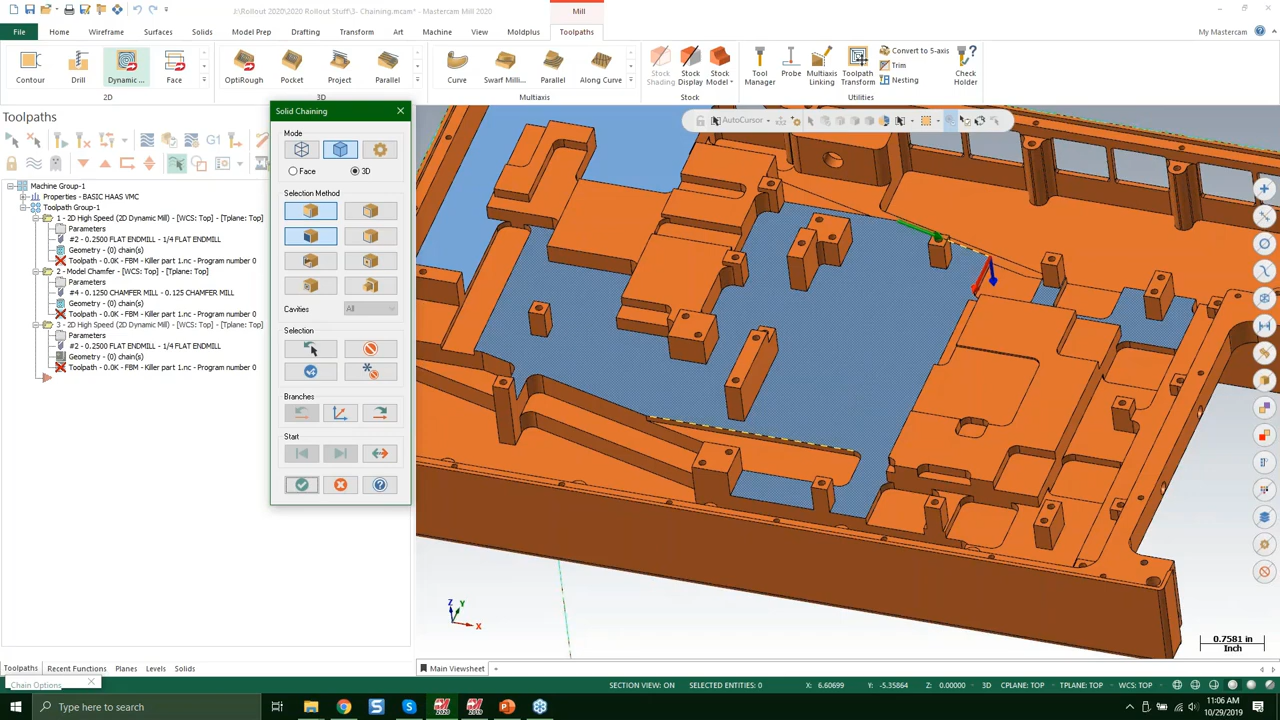 J:\Rollout 2020\2020 Rollout Stuff\3- Chaining.mcam* - Mastercam Mill 2020
Mill
File Home Wireframe Surfaces Solids Model Prep Drafting Transform Art Machine View Moldplus Toolpaths
My Mastercam
Contour Drill Dynamic ... Face
OptiRough Pocket Project Parallel
Curve Swarf Milli... Parallel Along Curve
Stock Shading Stock Display Stock Model
Tool Manager Probe Multiaxis Linking Toolpath Transform
Convert to 5-axis
Trim
Nesting
Check Holder
2D 3D Multiaxis Stock Utilities
Toolpaths
G1
AutoCursor
Machine Group-1
Properties - BASIC HAAS VMC
Toolpath Group-1
1 - 2D High Speed (2D Dynamic Mill) - [WCS: Top] - [Tplane: Top]
Parameters
#2 - 0.2500 FLAT ENDMILL - 1/4 FLAT ENDMILL
Geometry - (0) chain(s)
Toolpath - 0.0K - FBM - Killer part 1.nc - Program number 0
2 - Model Chamfer - [WCS: Top] - [Tplane: Top]
Parameters
#4 - 0.1250 CHAMFER MILL - 0.125 CHAMFER MILL
Geometry - (0) chain(s)
Toolpath - 0.0K - FBM - Killer part 1.nc - Program number 0
3 - 2D High Speed (2D Dynamic Mill) - [WCS: Top] - [Tplane: Top]
Parameters
#2 - 0.2500 FLAT ENDMILL - 1/4 FLAT ENDMILL
Geometry - (0) chain(s)
Toolpath - 0.0K - FBM - Killer part 1.nc - Program number 0
Solid Chaining
Mode
Face 3D
Selection Method
Cavities All
Selection
Branches
Start
Z Y X
0.7581 in
Inch
Toolpaths Recent Functions Planes Levels Solids
Main Viewsheet +
Chain Options
SECTION VIEW: ON SELECTED ENTITIES: 0 X: 6.60699 Y: -5.35864 Z: 0.00000 3D CPLANE: TOP TPLANE: TOP WCS: TOP
Type here to search
2020 2019
11:06 AM
10/29/2019